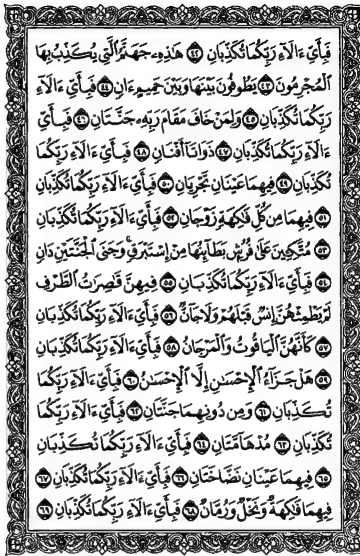 فَبِأَيِّ ءَالَآءِ رَبِّكُمَا تُكَذِّبَانِ ٤٢ هَٰذِهِۦ جَهَنَّمُ ٱلَّتِي يُكَذِّبُ بِهَا
ٱلْمُجْرِمُونَ ٤٣ يَطُوفُونَ بَيْنَهَا وَبَيْنَ حَمِيمٍ ءَانٍ ٤٤ فَبِأَيِّ ءَالَآءِ
رَبِّكُمَا تُكَذِّبَانِ ٤٥ وَلِمَنْ خَافَ مَقَامَ رَبِّهِۦ جَنَّتَانِ ٤٦ فَبِأَيِّ
ءَالَآءِ رَبِّكُمَا تُكَذِّبَانِ ٤٧ ذَوَاتَآ أَفْنَانٍ ٤٨ فَبِأَيِّ ءَالَآءِ رَبِّكُمَا
تُكَذِّبَانِ ٤٩ فِيهِمَا عَيْنَانِ تَجْرِيَانِ ٥٠ فَبِأَيِّ ءَالَآءِ رَبِّكُمَا تُكَذِّبَانِ
٥١ فِيهِمَا مِن كُلِّ فَٰكِهَةٍ زَوْجَانِ ٥٢ فَبِأَيِّ ءَالَآءِ رَبِّكُمَا تُكَذِّبَانِ
٥٣ مُتَّكِـِٔينَ عَلَىٰ فُرُشٍۭ بَطَآئِنُهَا مِنْ إِسْتَبْرَقٍ ۚ وَجَنَى ٱلْجَنَّتَيْنِ دَانٍ
٥٤ فَبِأَيِّ ءَالَآءِ رَبِّكُمَا تُكَذِّبَانِ ٥٥ فِيهِنَّ قَٰصِرَٰتُ ٱلطَّرْفِ
لَمْ يَطْمِثْهُنَّ إِنسٌ قَبْلَهُمْ وَلَا جَآنٌّ ٥٦ فَبِأَيِّ ءَالَآءِ رَبِّكُمَا تُكَذِّبَانِ
٥٧ كَأَنَّهُنَّ ٱلْيَاقُوتُ وَٱلْمَرْجَانُ ٥٨ فَبِأَيِّ ءَالَآءِ رَبِّكُمَا تُكَذِّبَانِ
٥٩ هَلْ جَزَآءُ ٱلْإِحْسَٰنِ إِلَّا ٱلْإِحْسَٰنُ ٦٠ فَبِأَيِّ ءَالَآءِ رَبِّكُمَا
تُكَذِّبَانِ ٦١ وَمِن دُونِهِمَا جَنَّتَانِ ٦٢ فَبِأَيِّ ءَالَآءِ رَبِّكُمَا
تُكَذِّبَانِ ٦٣ مُدْهَآمَّتَانِ ٦٤ فَبِأَيِّ ءَالَآءِ رَبِّكُمَا تُكَذِّبَانِ
٦٥ فِيهِمَا عَيْنَانِ نَضَّاخَتَانِ ٦٦ فَبِأَيِّ ءَالَآءِ رَبِّكُمَا تُكَذِّبَانِ ٦٧
فِيهِمَا فَٰكِهَةٌ وَنَخْلٌ وَرُمَّانٌ ٦٨ فَبِأَيِّ ءَالَآءِ رَبِّكُمَا تُكَذِّبَانِ ٦٩